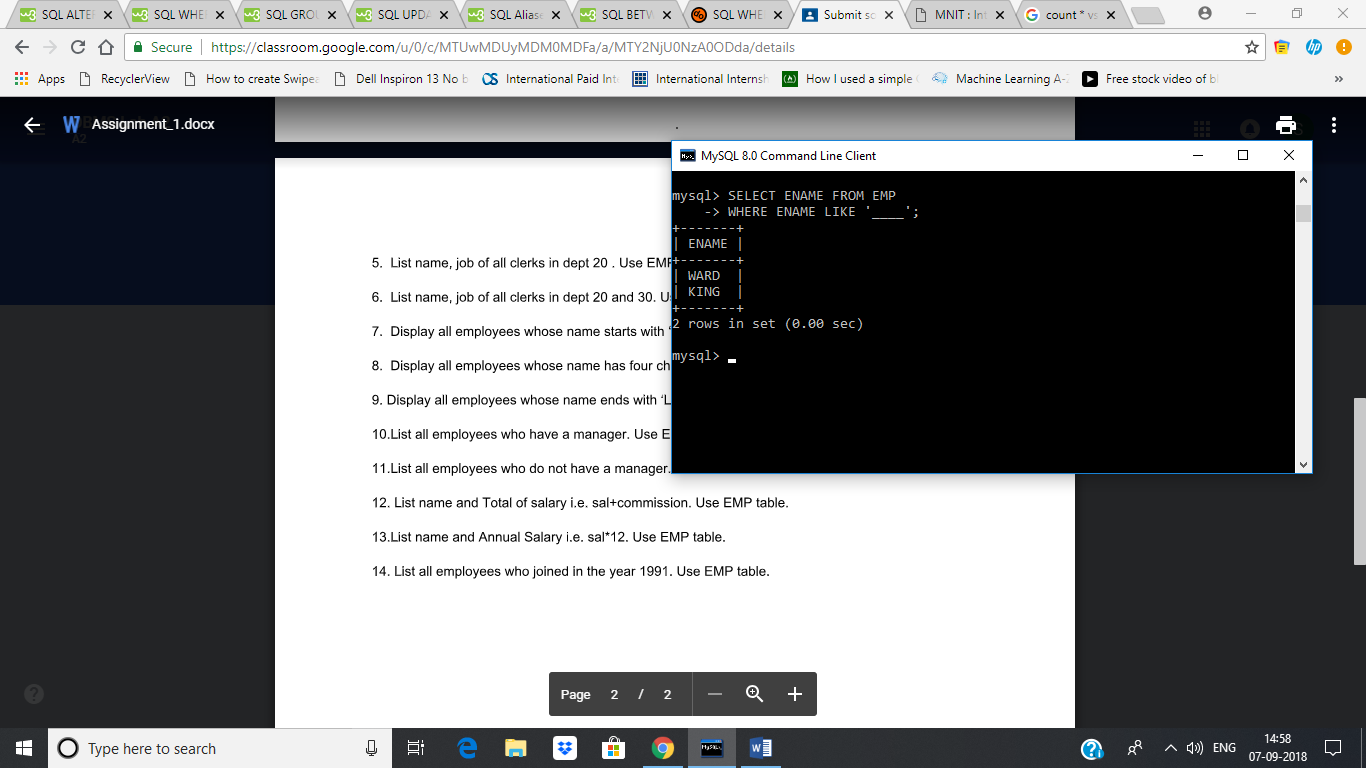 SQL ALTE
SQL WHE
SQL GRO
SQL UPDA
SQL Aliase
SQL BETW
SQL WHE
Submit so
MNIT : Int
count * vs
Secure
https://classroom.google.com/u/0/c/MTUwMDUyMDM0MDFa/a/MTY2NjU0NzA0ODda/details
Apps
RecyclerView
How to create Swipea
Dell Inspiron 13 No b
International Paid Inte
International Internsh
How I used a simple
Machine Learning A-Z
Free stock video of bl
»
W Assignment_1.docx
A2
.
MySQL 8.0 Command Line Client
mysql> SELECT ENAME FROM EMP
-> WHERE ENAME LIKE '____';
+-------+
| ENAME |
+-------+
| WARD  |
| KING  |
+-------+
2 rows in set (0.00 sec)
mysql>
5. List name, job of all clerks in dept 20 . Use EMP
6. List name, job of all clerks in dept 20 and 30. U
7. Display all employees whose name starts with ‘
8. Display all employees whose name has four ch
9. Display all employees whose name ends with ‘L
10.List all employees who have a manager. Use E
11.List all employees who do not have a manager.
12. List name and Total of salary i.e. sal+commission. Use EMP table.
13.List name and Annual Salary i.e. sal*12. Use EMP table.
14. List all employees who joined in the year 1991. Use EMP table.
Page 2 / 2
Type here to search
ENG
14:58
07-09-2018